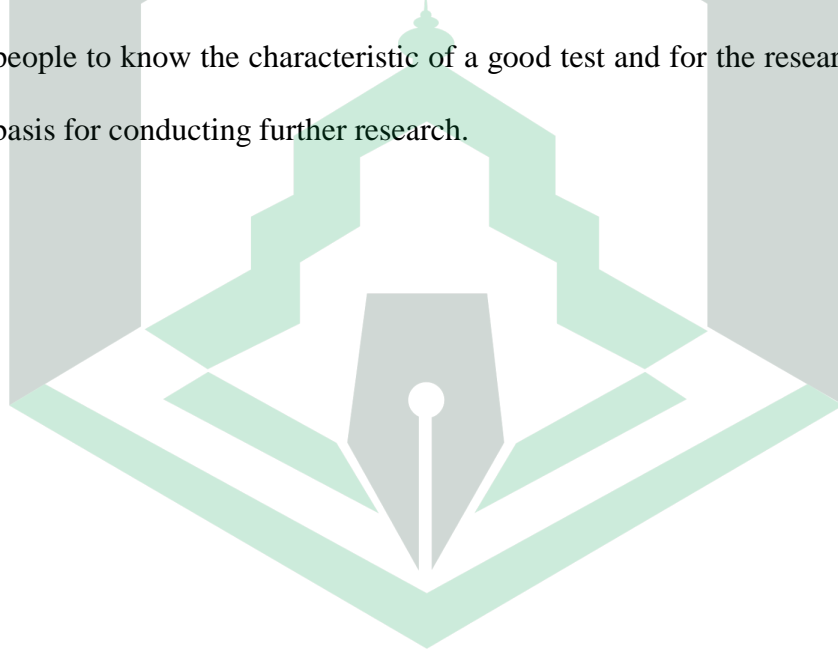 people to know the characteristic of a good test and for the resear
basis for conducting further research.